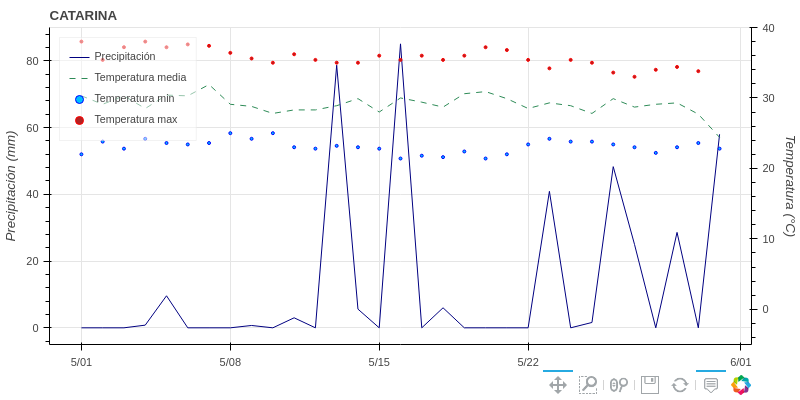 CATARINA
Precipitación
Temperatura media
Temperatura min
Temperatura max
Precipitación (mm)
80
60
40
20
0
Temperatura (°C)
40
30
20
10
0
5/01 5/08 5/15 5/22 6/01